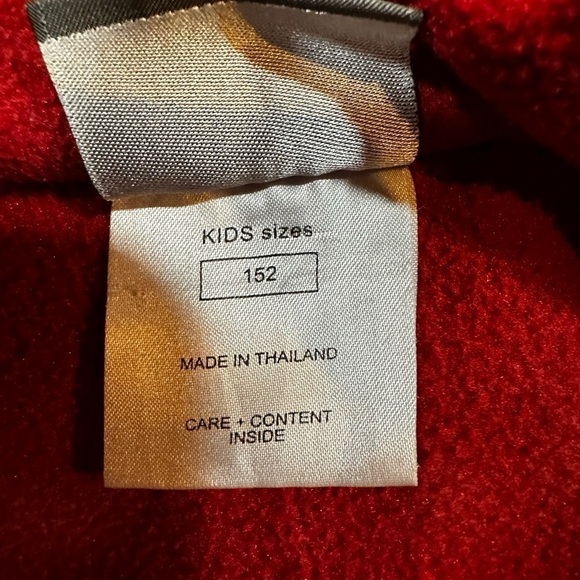 KIDS sizes
152
MADE IN THAILAND
CARE + CONTENT
INSIDE